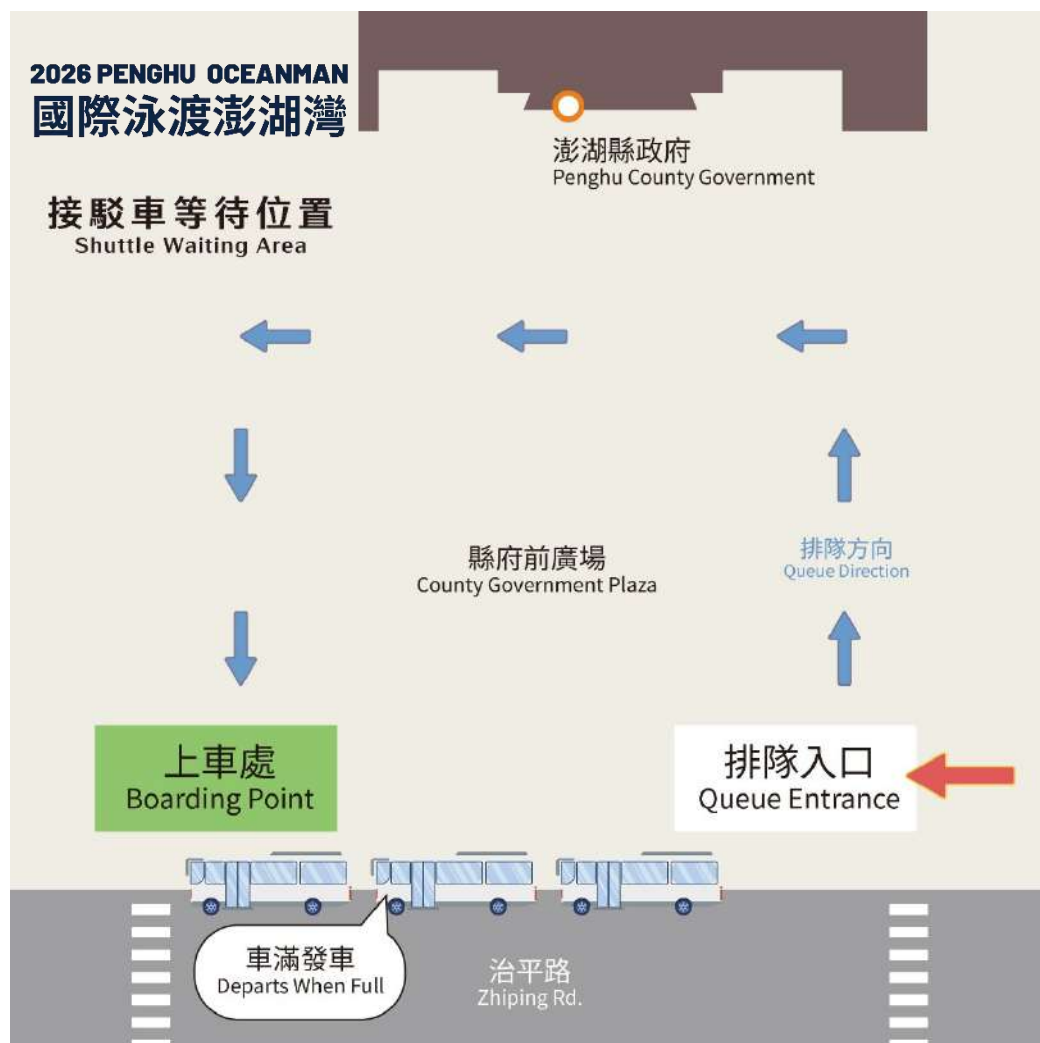 2026 PENGHU OCEANMAN
國際泳渡澎湖灣
澎湖縣政府
Penghu County Government
接駁車等待位置
Shuttle Waiting Area
縣府前廣場
County Government Plaza
排隊方向
Queue Direction
上車處
Boarding Point
排隊入口
Queue Entrance
車滿發車
Departs When Full
治平路
Zhiping Rd.